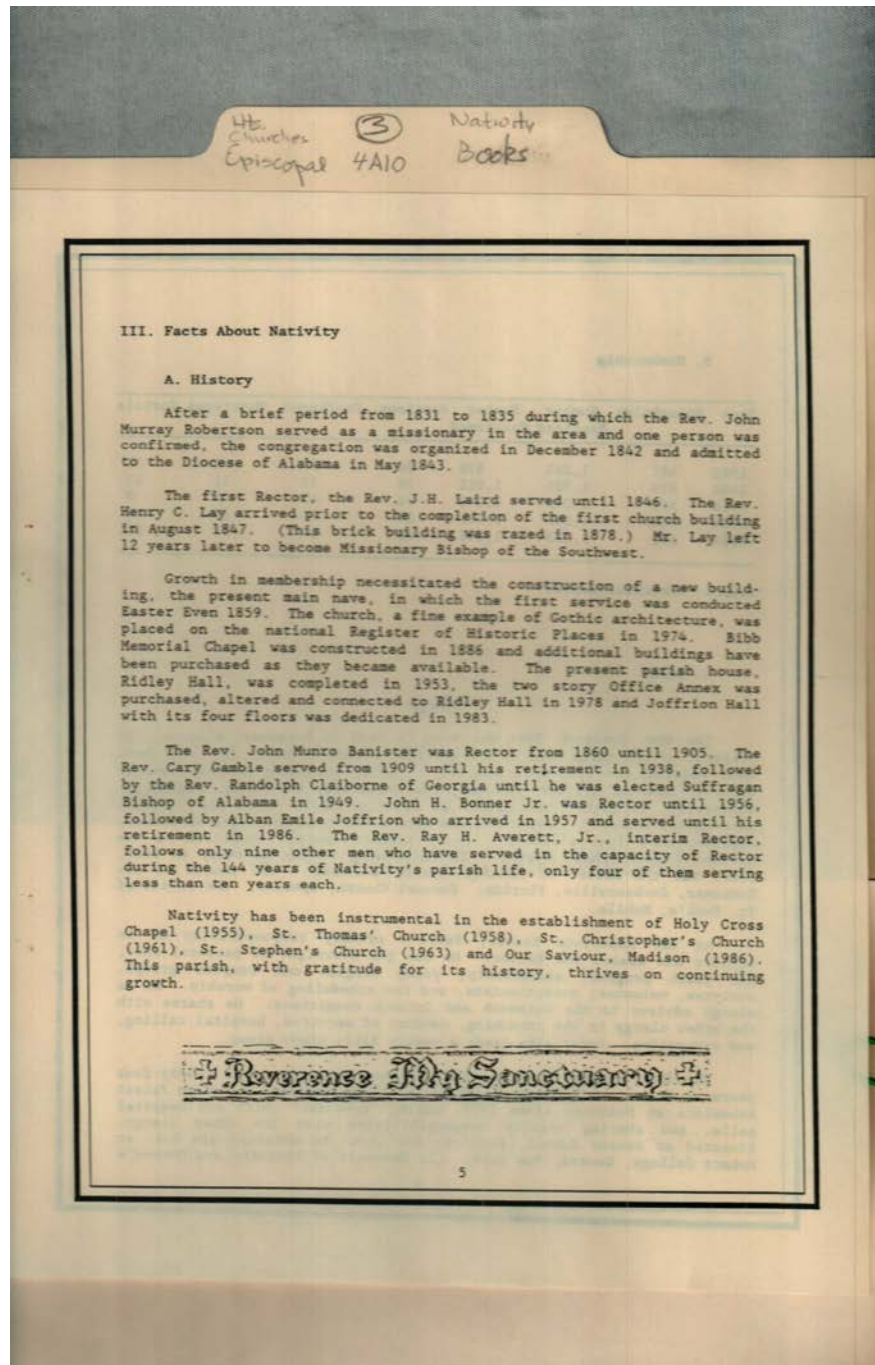 Ht.
Churches
Episcopal
3
4A10
Nativity
Books
III. Facts About Nativity
A. History
After a brief period from 1831 to 1835 during which the Rev. John
Murray Robertson served as a missionary in the area and one person was
confirmed, the congregation was organized in December 1842 and admitted
to the Diocese of Alabama in May 1843.
The first Rector, the Rev. J.H. Laird served until 1846. The Rev.
Henry C. Lay arrived prior to the completion of the first church building
in August 1847. (This brick building was razed in 1878.) Mr. Lay left
12 years later to become Missionary Bishop of the Southwest.
Growth in membership necessitated the construction of a new build-
ing, the present main nave, in which the first service was conducted
Easter Even 1859. The church, a fine example of Gothic architecture, was
placed on the national Register of Historic Places in 1974. Bibb
Memorial Chapel was constructed in 1886 and additional buildings have
been purchased as they became available. The present parish house,
Ridley Hall, was completed in 1953, the two story Office Annex was
purchased, altered and connected to Ridley Hall in 1978 and Joffrion Hall
with its four floors was dedicated in 1983.
The Rev. John Munro Banister was Rector from 1860 until 1905. The
Rev. Cary Gamble served from 1909 until his retirement in 1938, followed
by the Rev. Randolph Claiborne of Georgia until he was elected Suffragan
Bishop of Alabama in 1949. John H. Bonner Jr. was Rector until 1956,
followed by Alban Emile Joffrion who arrived in 1957 and served until his
retirement in 1986. The Rev. Ray H. Averett, Jr., interim Rector,
follows only nine other men who have served in the capacity of Rector
during the 144 years of Nativity's parish life, only four of them serving
less than ten years each.
Nativity has been instrumental in the establishment of Holy Cross
Chapel (1955), St. Thomas' Church (1958), St. Christopher's Church
(1961), St. Stephen's Church (1963) and Our Saviour, Madison (1986).
This parish, with gratitude for its history, thrives on continuing
growth.
Reverence My Sanctuary
5